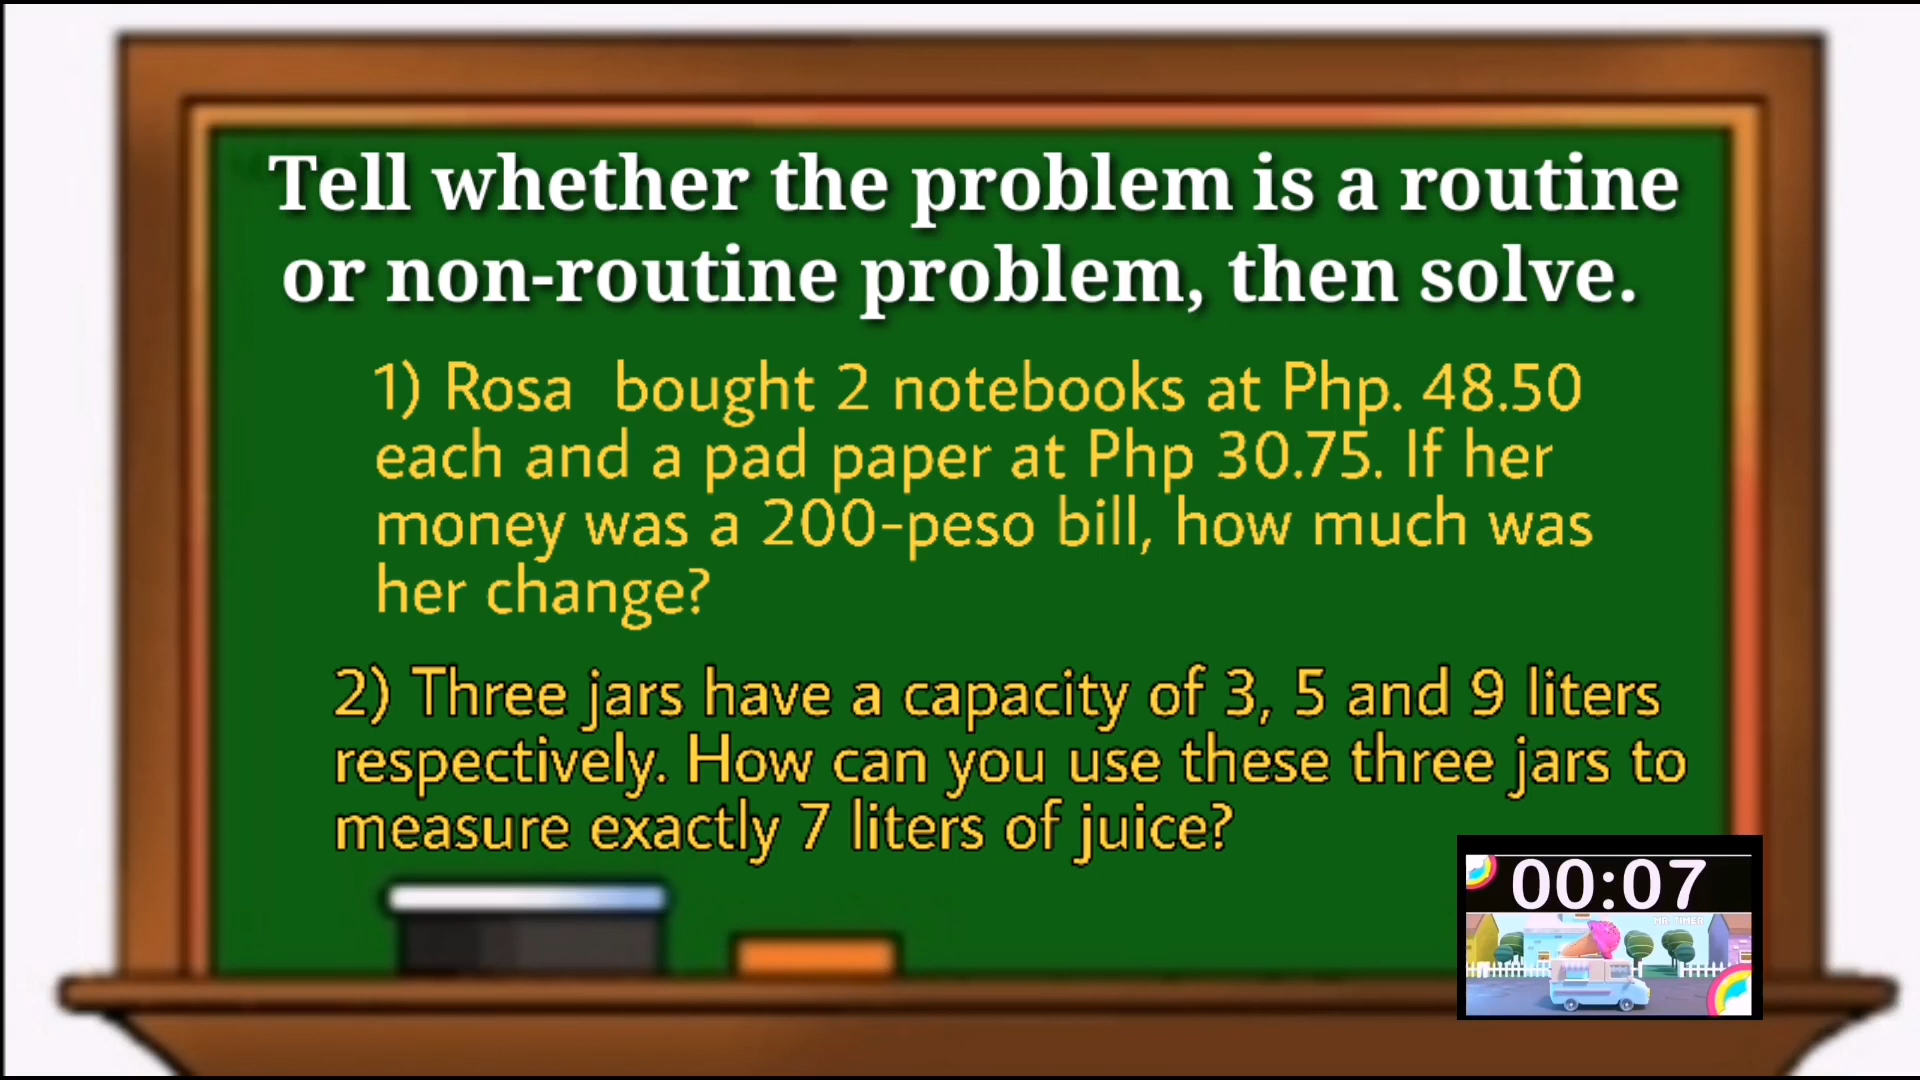 Tell whether the problem is a routine
or non-routine problem, then solve.
1) Rosa bought 2 notebooks at Php. 48.50
each and a pad paper at Php 30.75. If her
money was a 200-peso bill, how much was
her change?
2) Three jars have a capacity of 3, 5 and 9 liters
respectively. How can you use these three jars to
measure exactly 7 liters of juice?
00:07
MR. TIMER